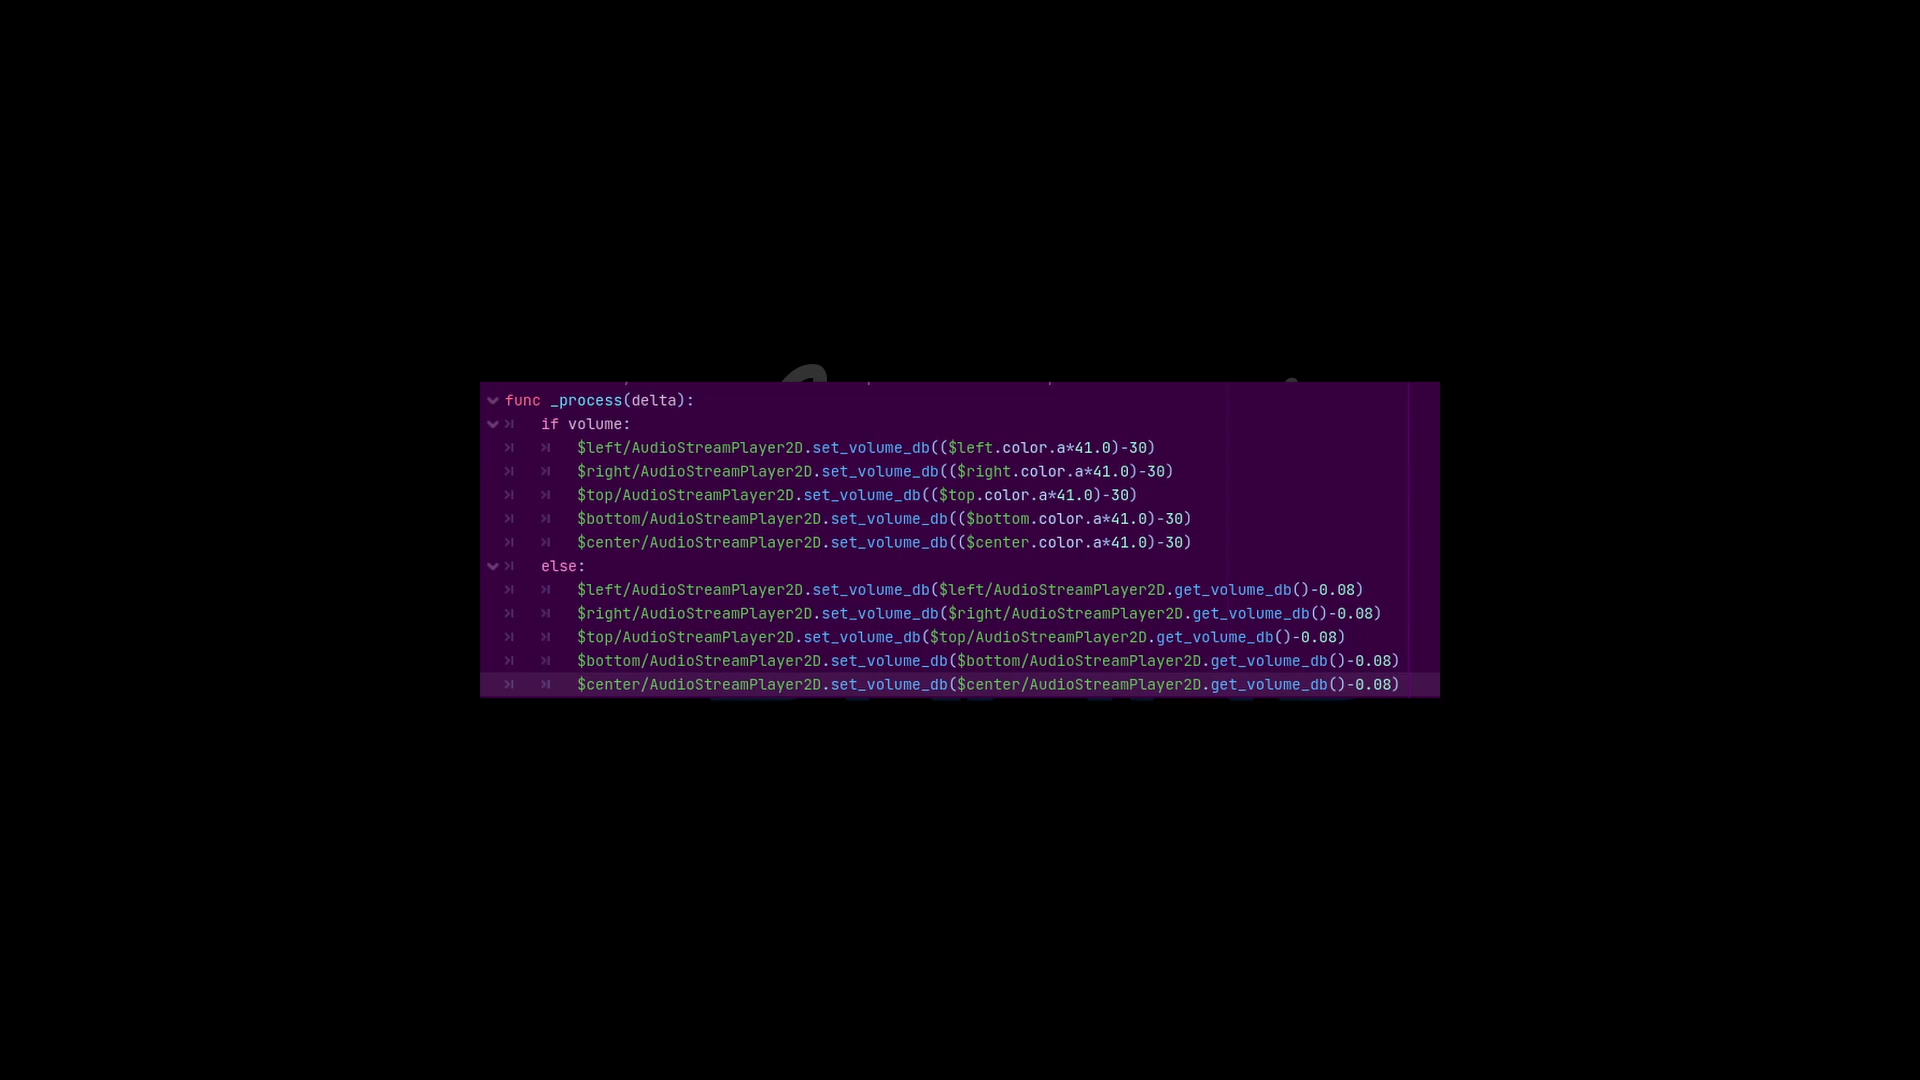 func _process(delta):
if volume:
$left/AudioStreamPlayer2D.set_volume_db(($left.color.a*41.0)-30)
$right/AudioStreamPlayer2D.set_volume_db(($right.color.a*41.0)-30)
$top/AudioStreamPlayer2D.set_volume_db(($top.color.a*41.0)-30)
$bottom/AudioStreamPlayer2D.set_volume_db(($bottom.color.a*41.0)-30)
$center/AudioStreamPlayer2D.set_volume_db(($center.color.a*41.0)-30)
else:
$left/AudioStreamPlayer2D.set_volume_db($left/AudioStreamPlayer2D.get_volume_db()-0.08)
$right/AudioStreamPlayer2D.set_volume_db($right/AudioStreamPlayer2D.get_volume_db()-0.08)
$top/AudioStreamPlayer2D.set_volume_db($top/AudioStreamPlayer2D.get_volume_db()-0.08)
$bottom/AudioStreamPlayer2D.set_volume_db($bottom/AudioStreamPlayer2D.get_volume_db()-0.08)
$center/AudioStreamPlayer2D.set_volume_db($center/AudioStreamPlayer2D.get_volume_db()-0.08)